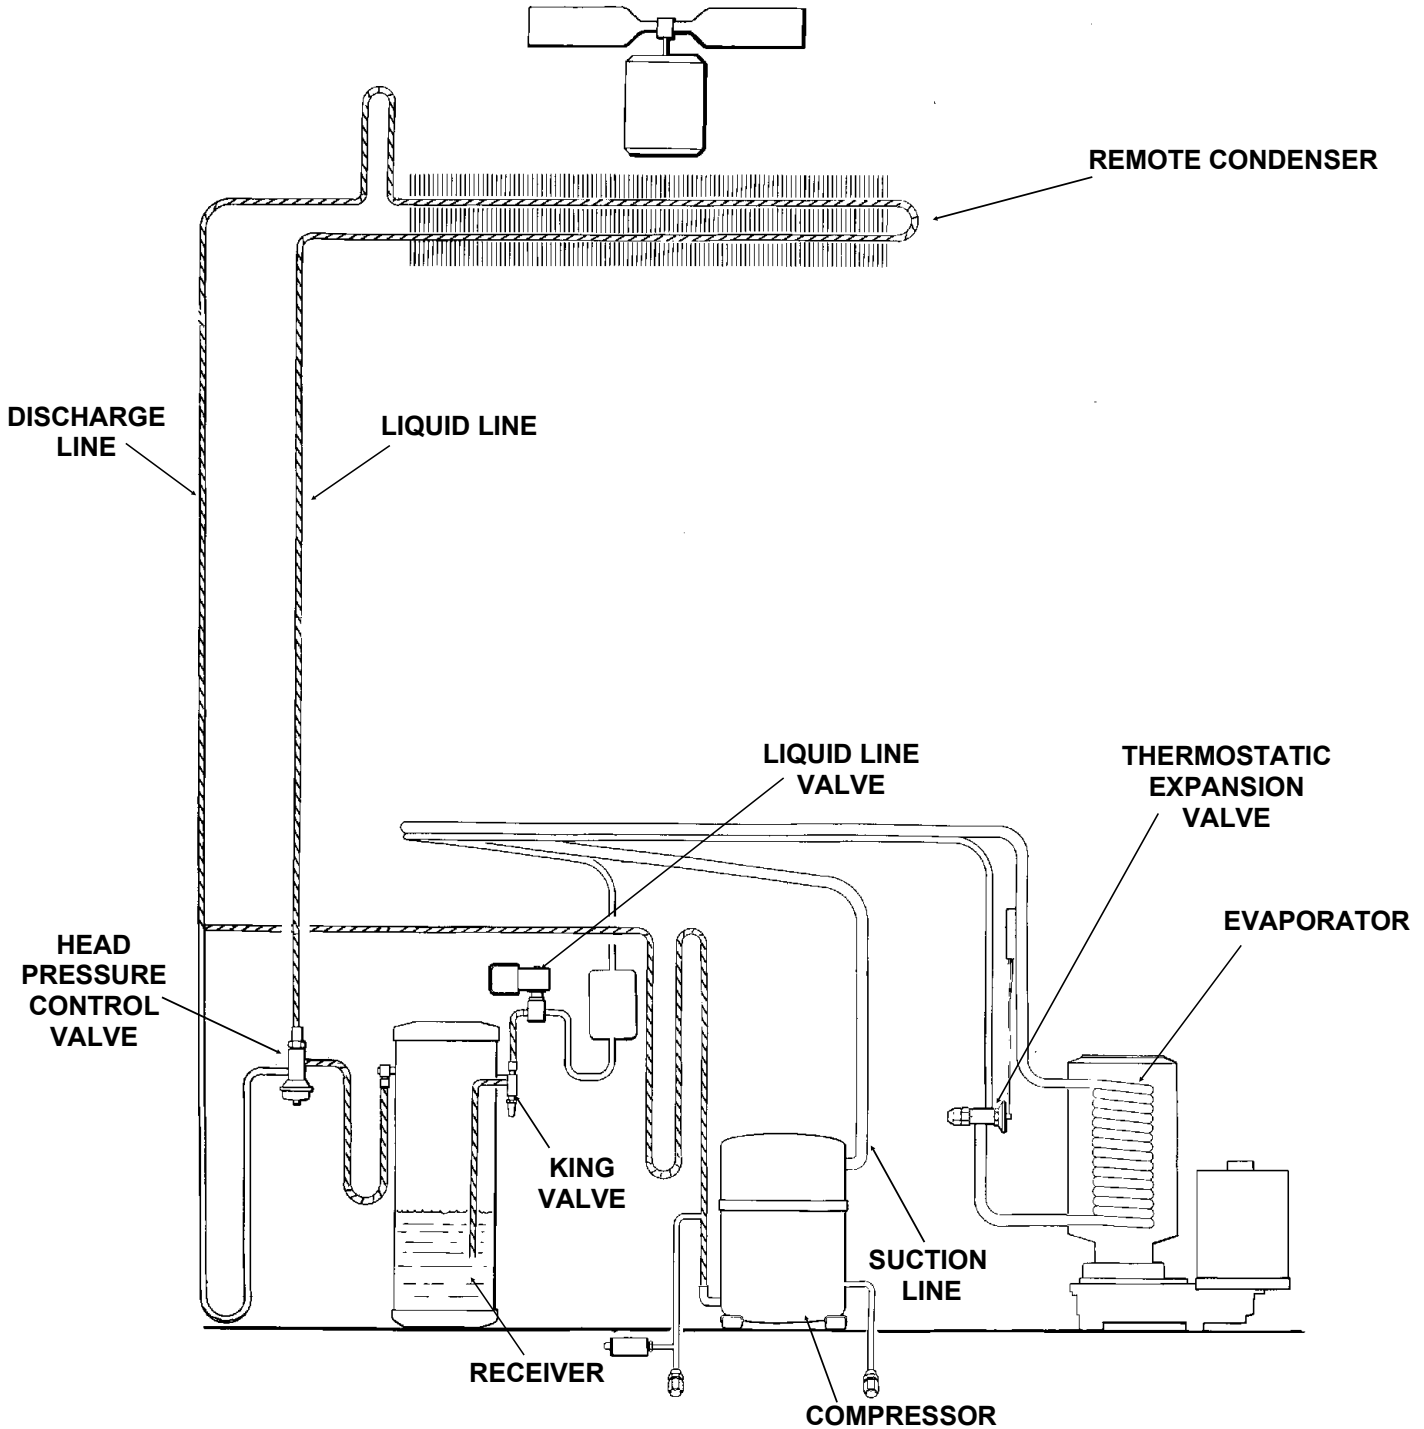 REMOTE CONDENSER
DISCHARGE
LINE
LIQUID LINE
LIQUID LINE
VALVE
THERMOSTATIC
EXPANSION
VALVE
EVAPORATOR
HEAD
PRESSURE
CONTROL
VALVE
KING
VALVE
SUCTION
LINE
RECEIVER
COMPRESSOR